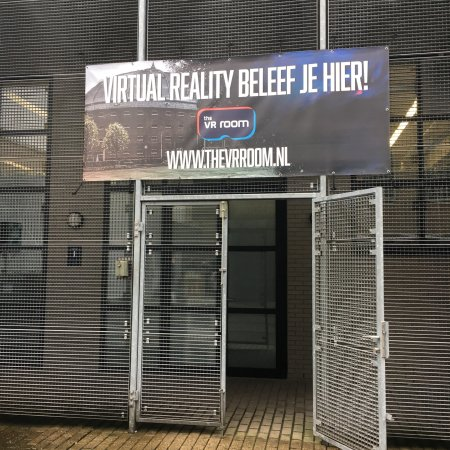 VIRTUAL REALITY BELEEF JE HIER!
the
VR room
WWW.THEVRROOM.NL